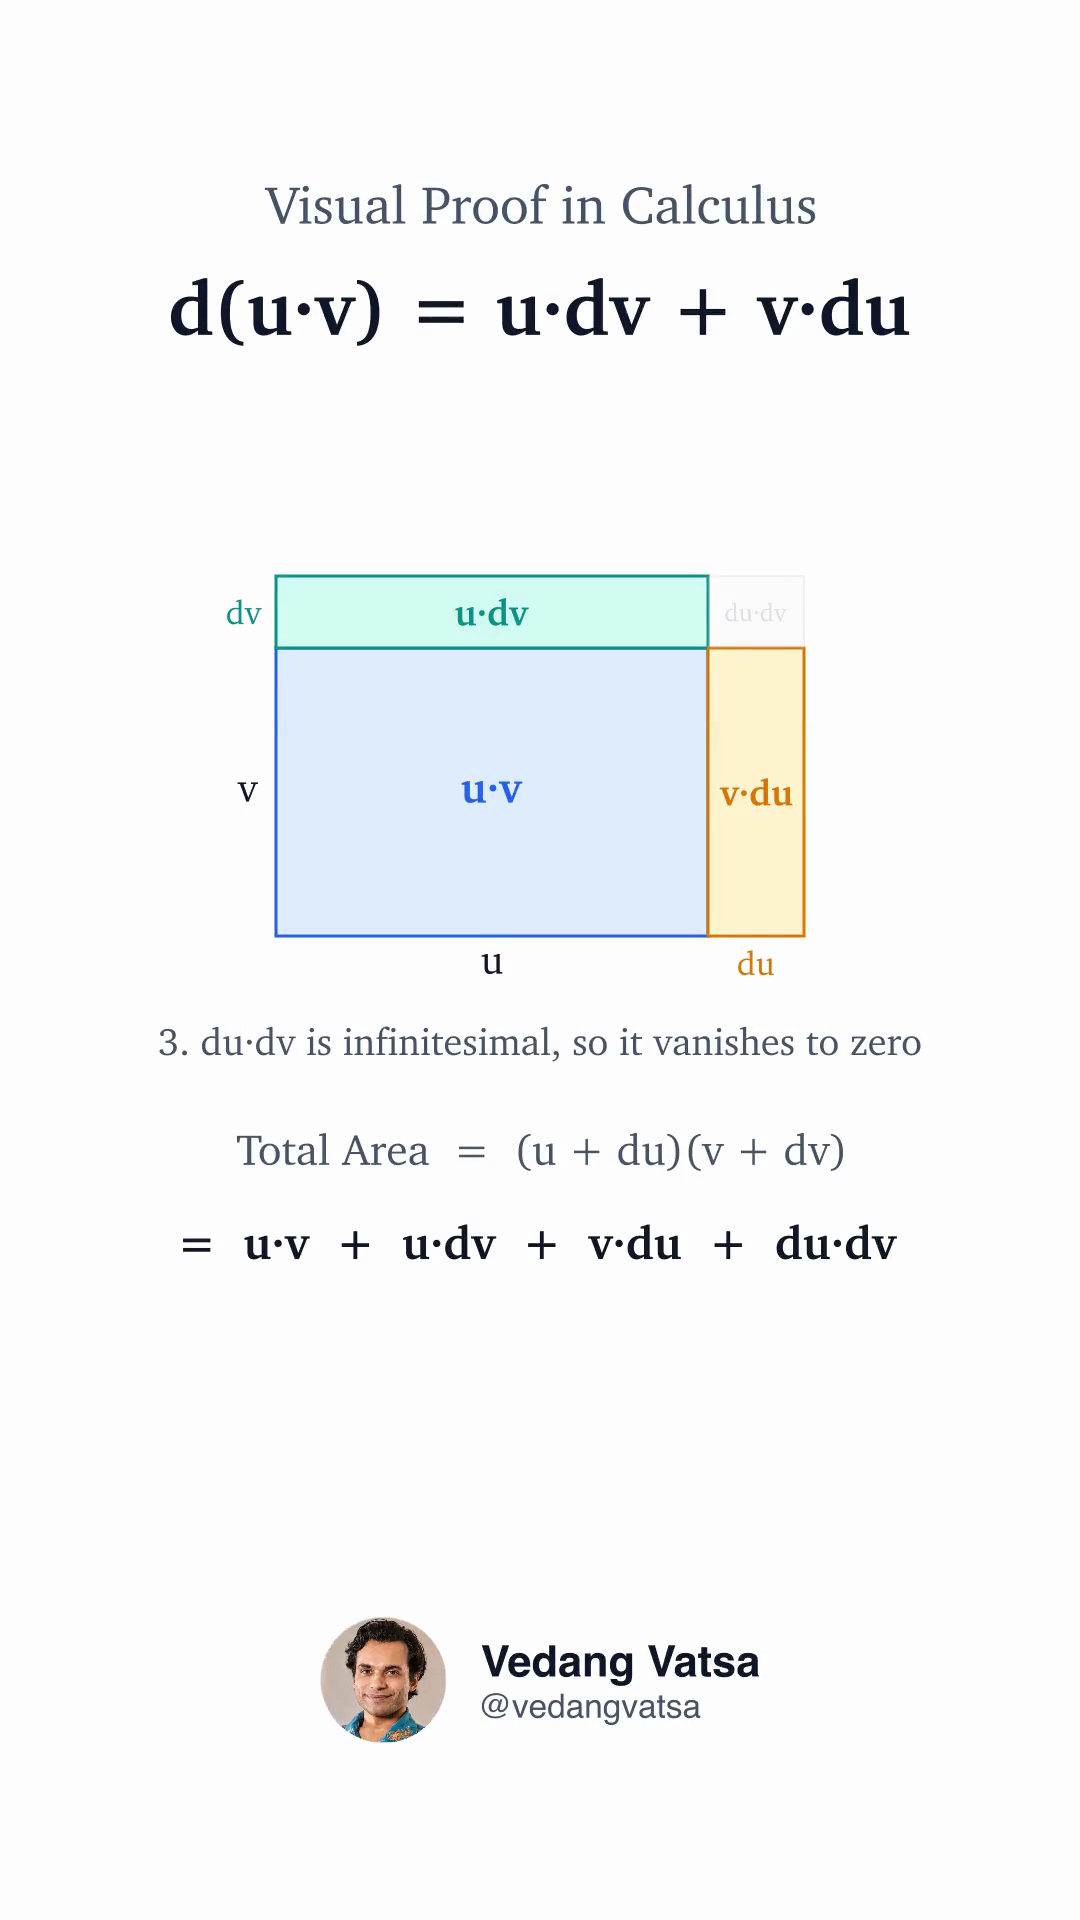 Visual Proof in Calculus
d(u·v) = u·dv + v·du
dv
u·dv
du·dv
v
u·v
v·du
u
du
3. du·dv is infinitesimal, so it vanishes to zero
Total Area = (u + du)(v + dv)
= u·v + u·dv + v·du + du·dv
Vedang Vatsa
@vedangvatsa